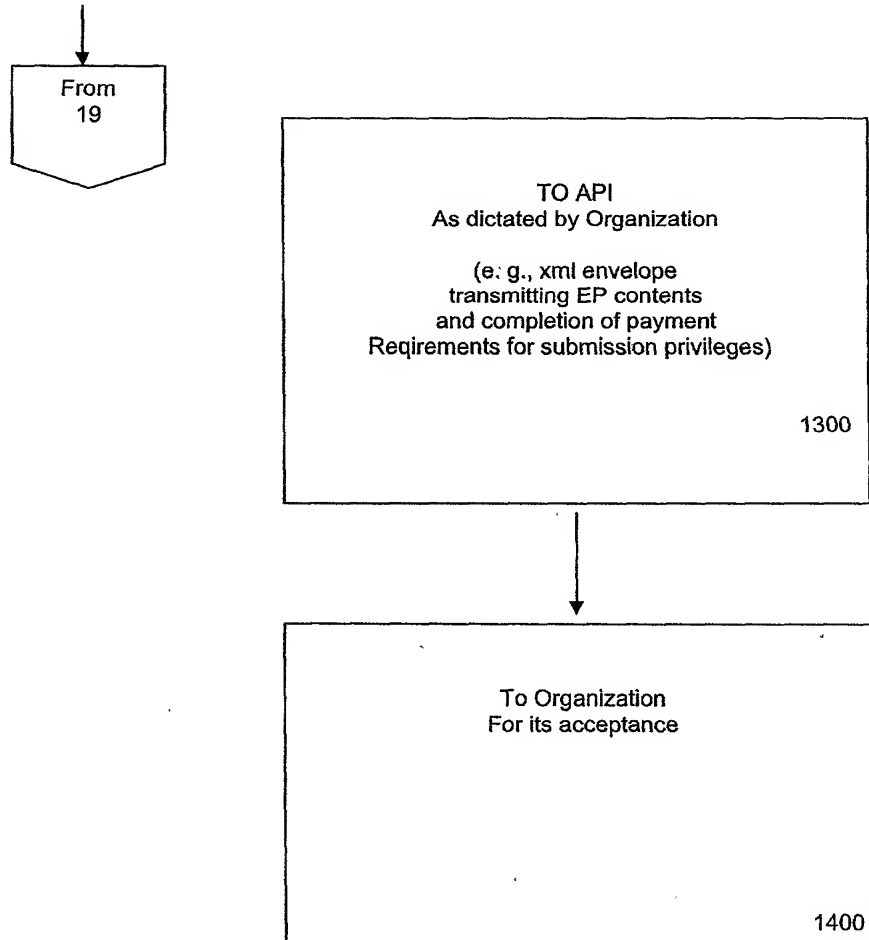 From
19
TO API
As dictated by Organization
(e. g., xml envelope
transmitting EP contents
and completion of payment
Reqirements for submission privileges)
1300
To Organization
For its acceptance
1400